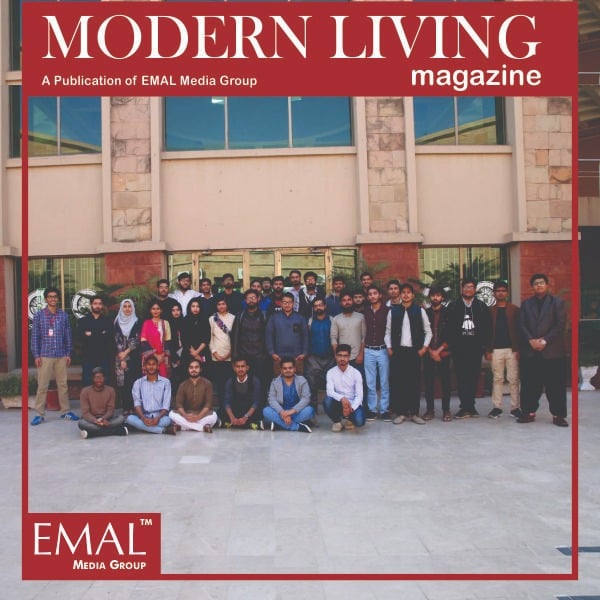 MODERN LIVING
A Publication of EMAL Media Group
magazine
EMAL™
MEDIA GROUP